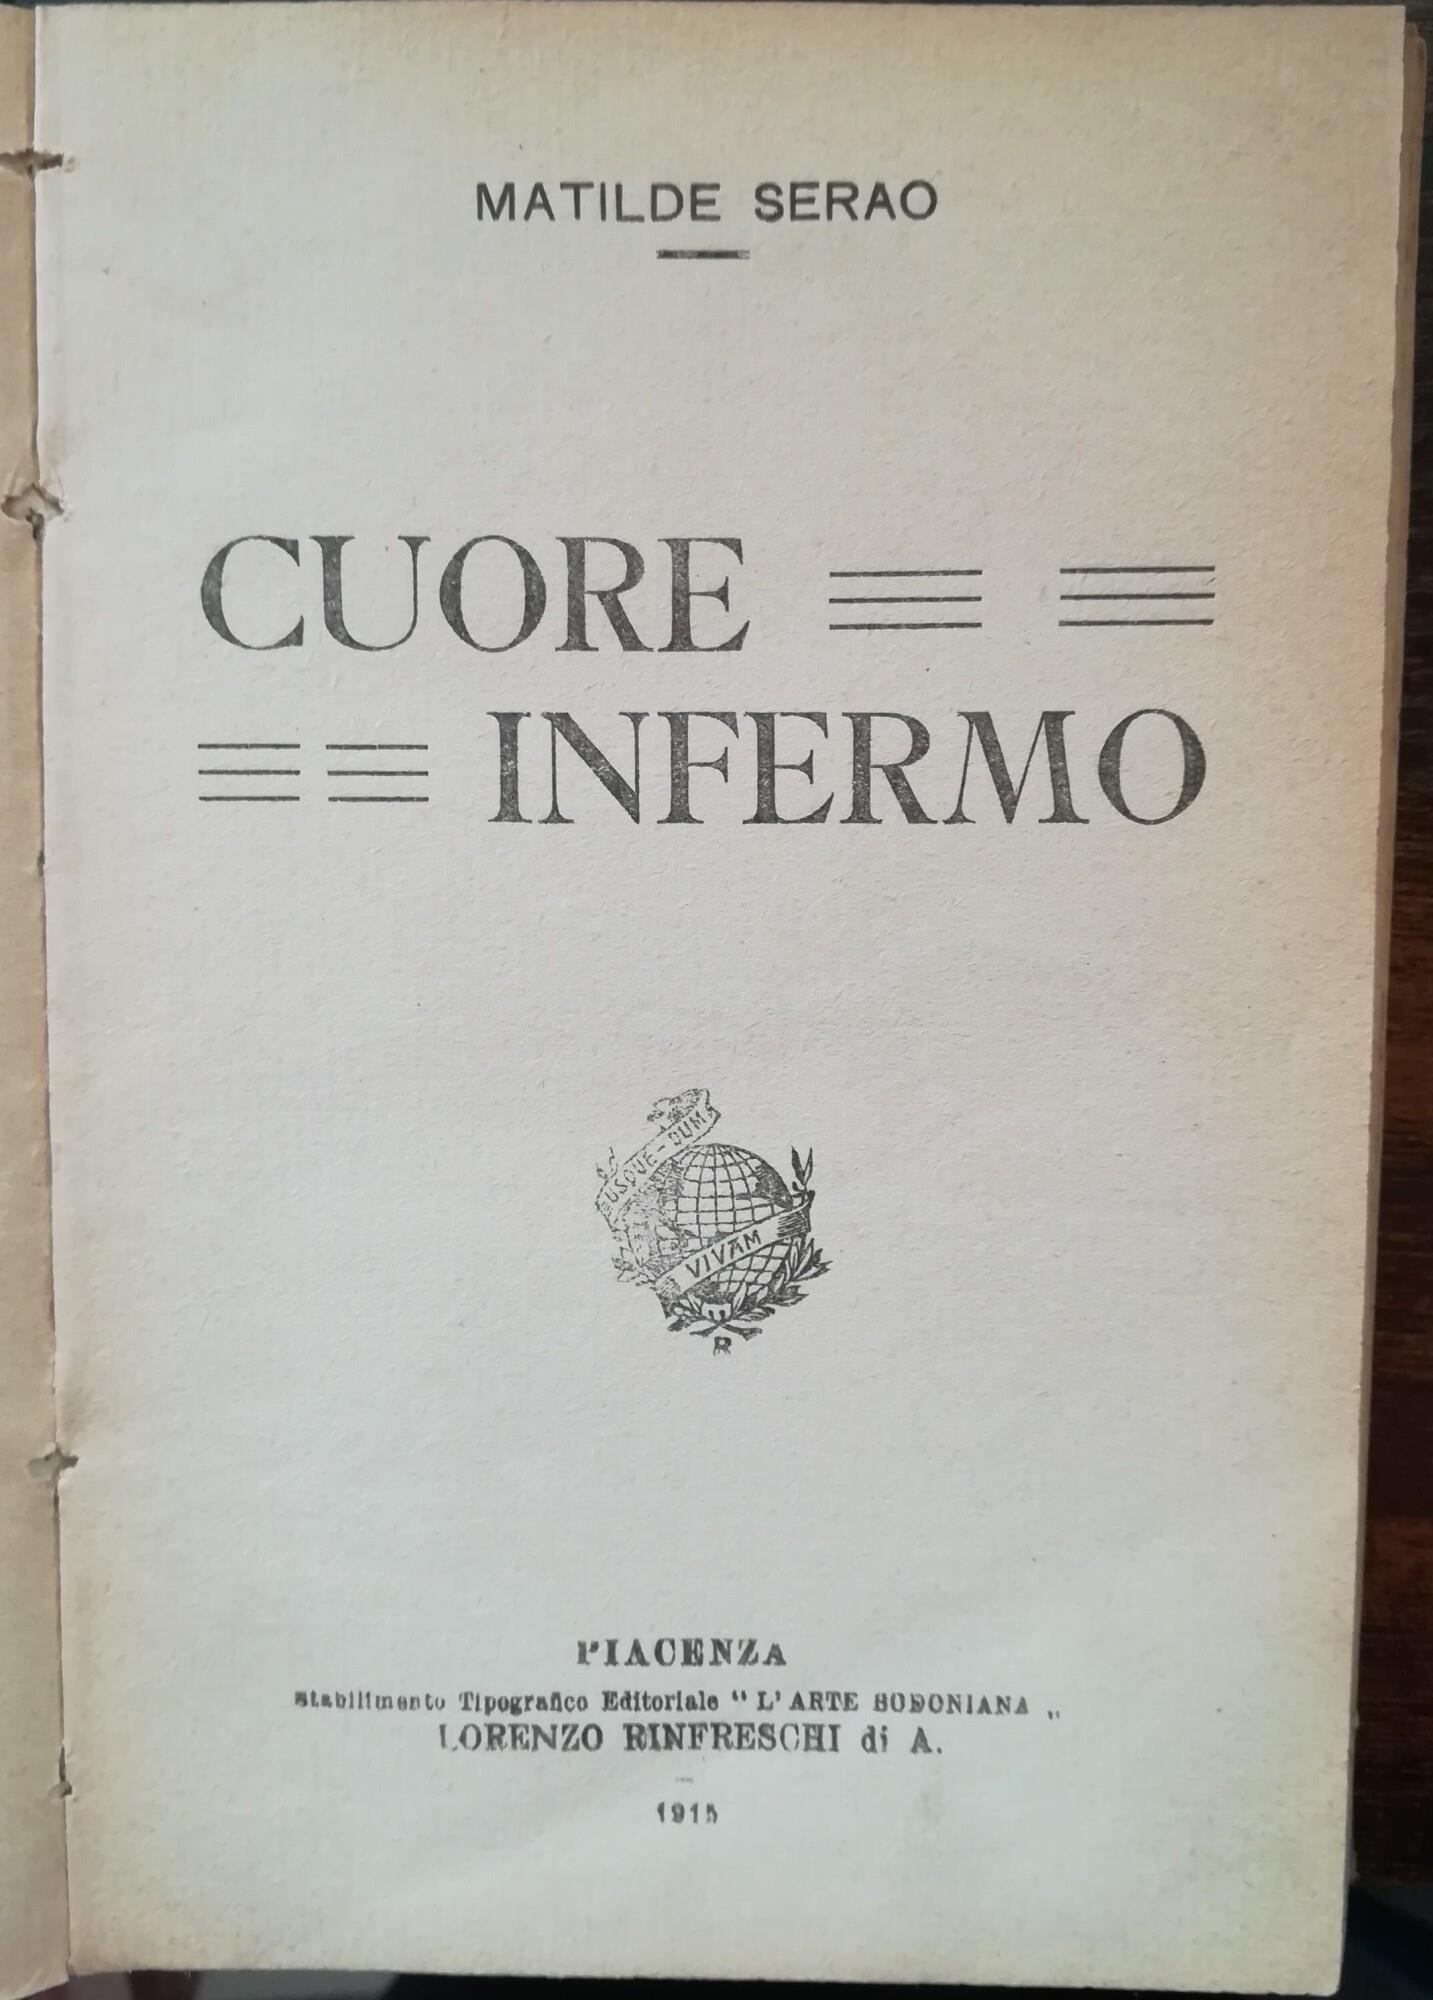 MATILDE SERAO
CUORE
INFERMO
USQUE-DUM
VIVAM
R
PIACENZA
Stabilimento Tipografico Editoriale “ L' ARTE BODONIANA „
LORENZO RINFRESCHI di A.
1915